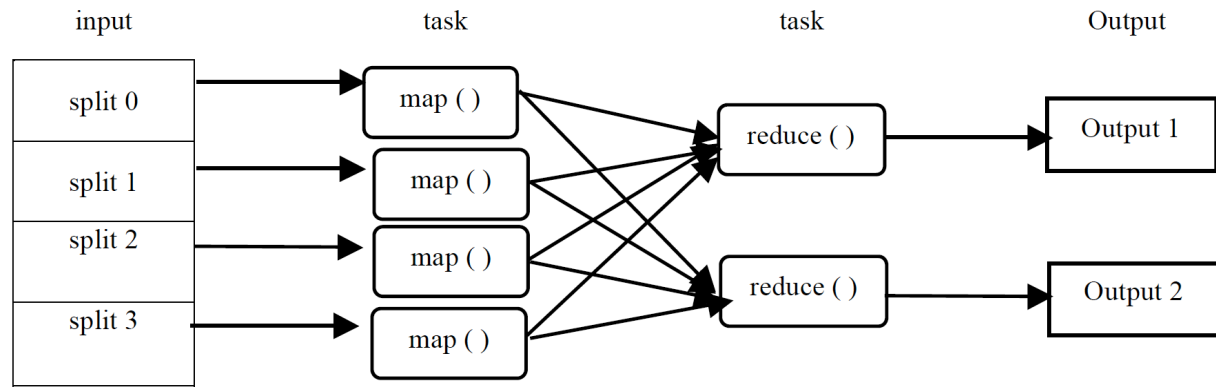 input task task Output
split 0
map ( )
split 1
map ( )
split 2
map ( )
split 3
map ( )
reduce ( )
reduce ( )
Output 1
Output 2